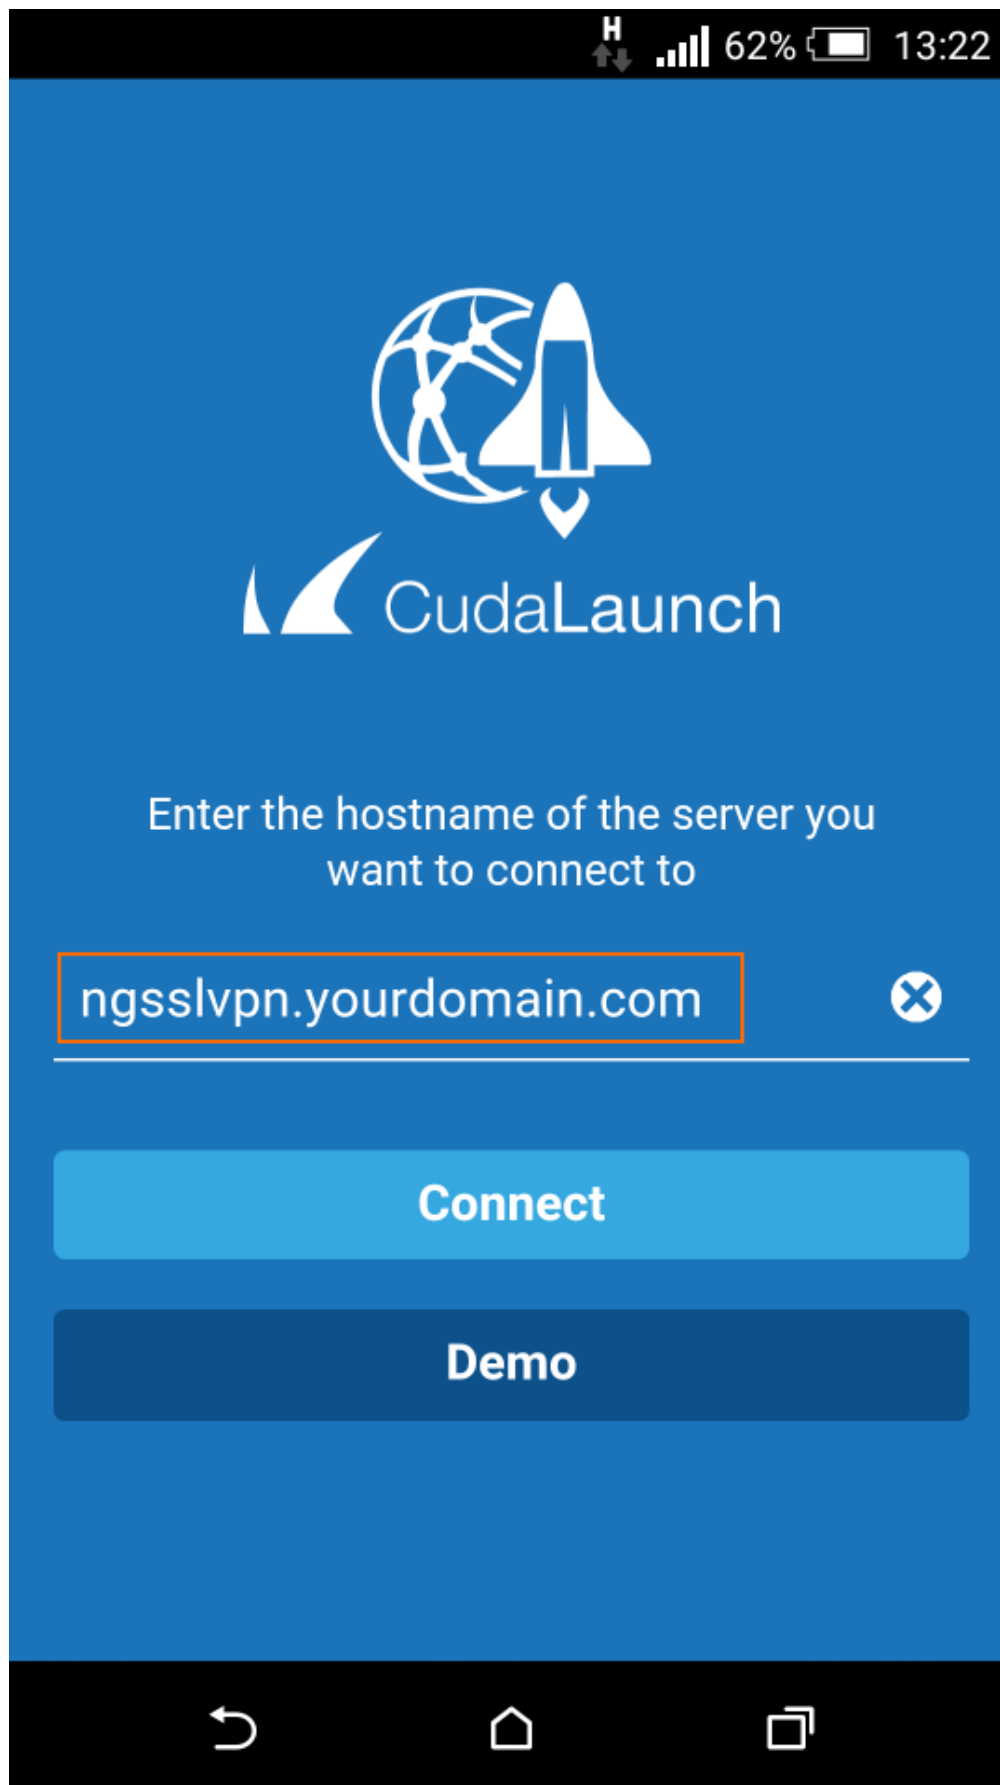 H 62% 13:22
CudaLaunch
Enter the hostname of the server you
want to connect to
ngsslvpn.yourdomain.com
Connect
Demo